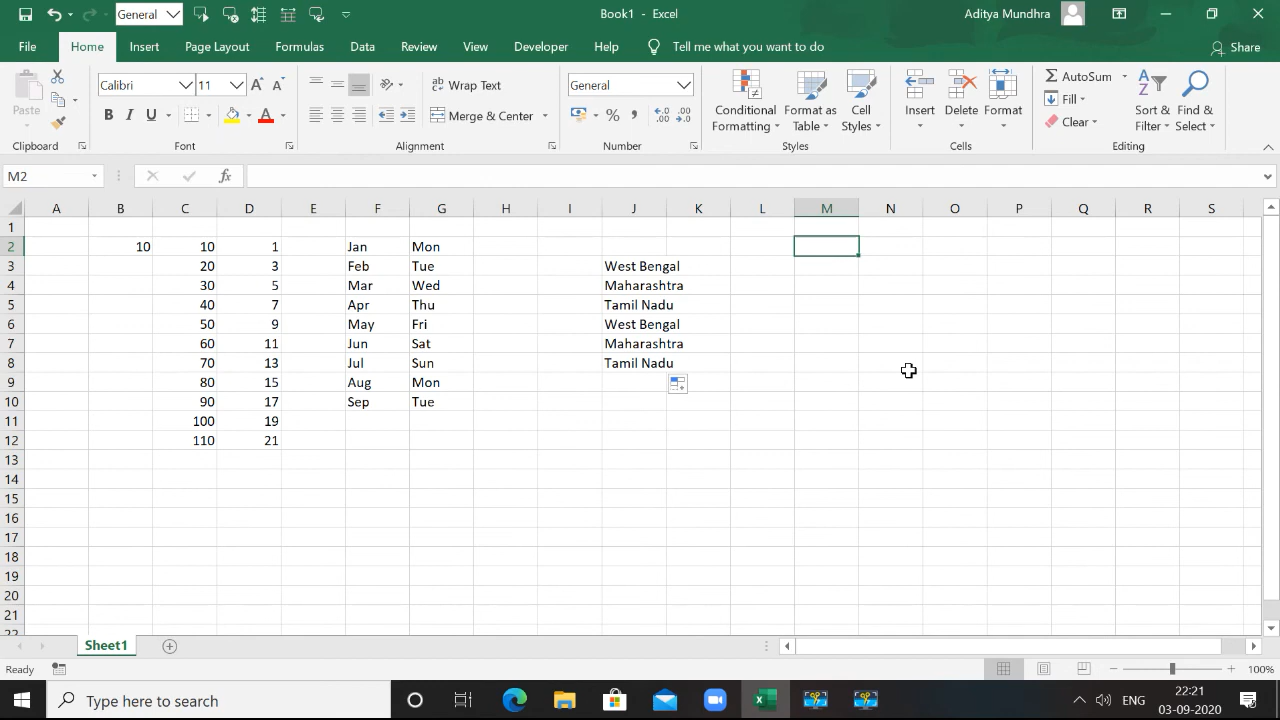 General
Book1 - Excel
Aditya Mundhra
File Home Insert Page Layout Formulas Data Review View Developer Help Tell me what you want to do Share
Paste
Calibri 11
Wrap Text
General
Merge & Center
Conditional Formatting
Format as Table
Cell Styles
Insert
Delete
Format
AutoSum
Fill
Clear
Sort & Filter
Find & Select
Clipboard Font Alignment Number Styles Cells Editing
M2 fx
A B C D E F G H I J K L M N O P Q R S
1
2 10 10 1 Jan Mon
3 20 3 Feb Tue West Bengal
4 30 5 Mar Wed Maharashtra
5 40 7 Apr Thu Tamil Nadu
6 50 9 May Fri West Bengal
7 60 11 Jun Sat Maharashtra
8 70 13 Jul Sun Tamil Nadu
9 80 15 Aug Mon
10 90 17 Sep Tue
11 100 19
12 110 21
13
14
15
16
17
18
19
20
21
22
Sheet1
Ready 100%
Type here to search
ENG
22:21
03-09-2020